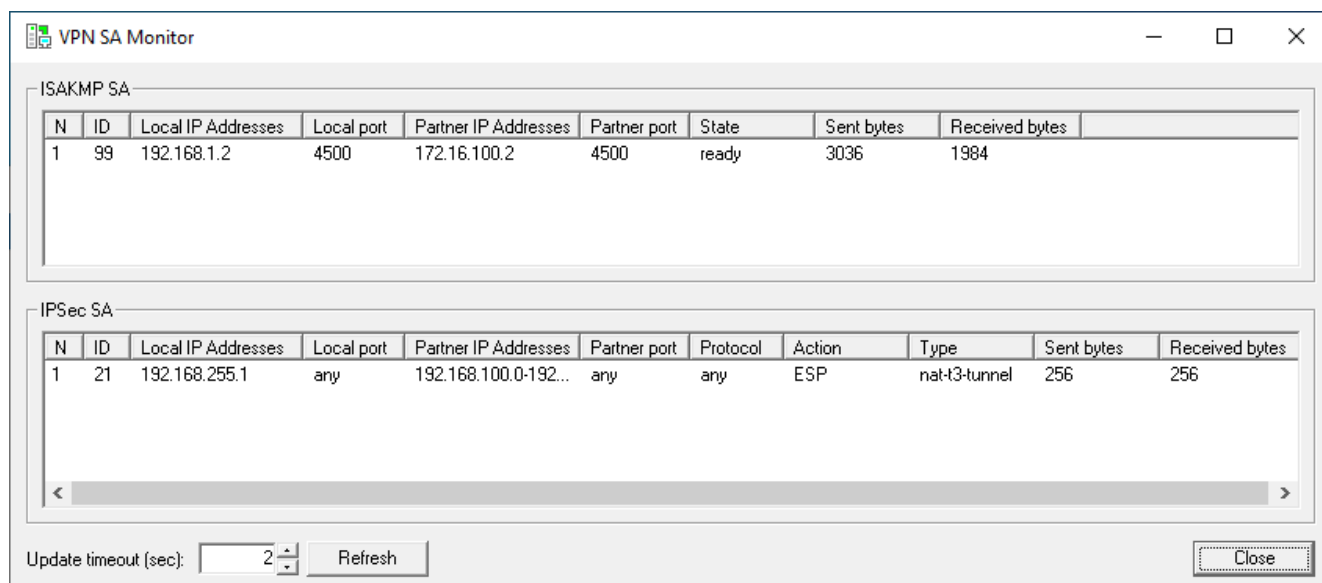 VPN SA Monitor
ISAKMP SA
N ID Local IP Addresses Local port Partner IP Addresses Partner port State Sent bytes Received bytes
1 99 192.168.1.2 4500 172.16.100.2 4500 ready 3036 1984
IPSec SA
N ID Local IP Addresses Local port Partner IP Addresses Partner port Protocol Action Type Sent bytes Received bytes
1 21 192.168.255.1 any 192.168.100.0-192... any any ESP nat-t3-tunnel 256 256
Update timeout (sec): 2 Refresh Close